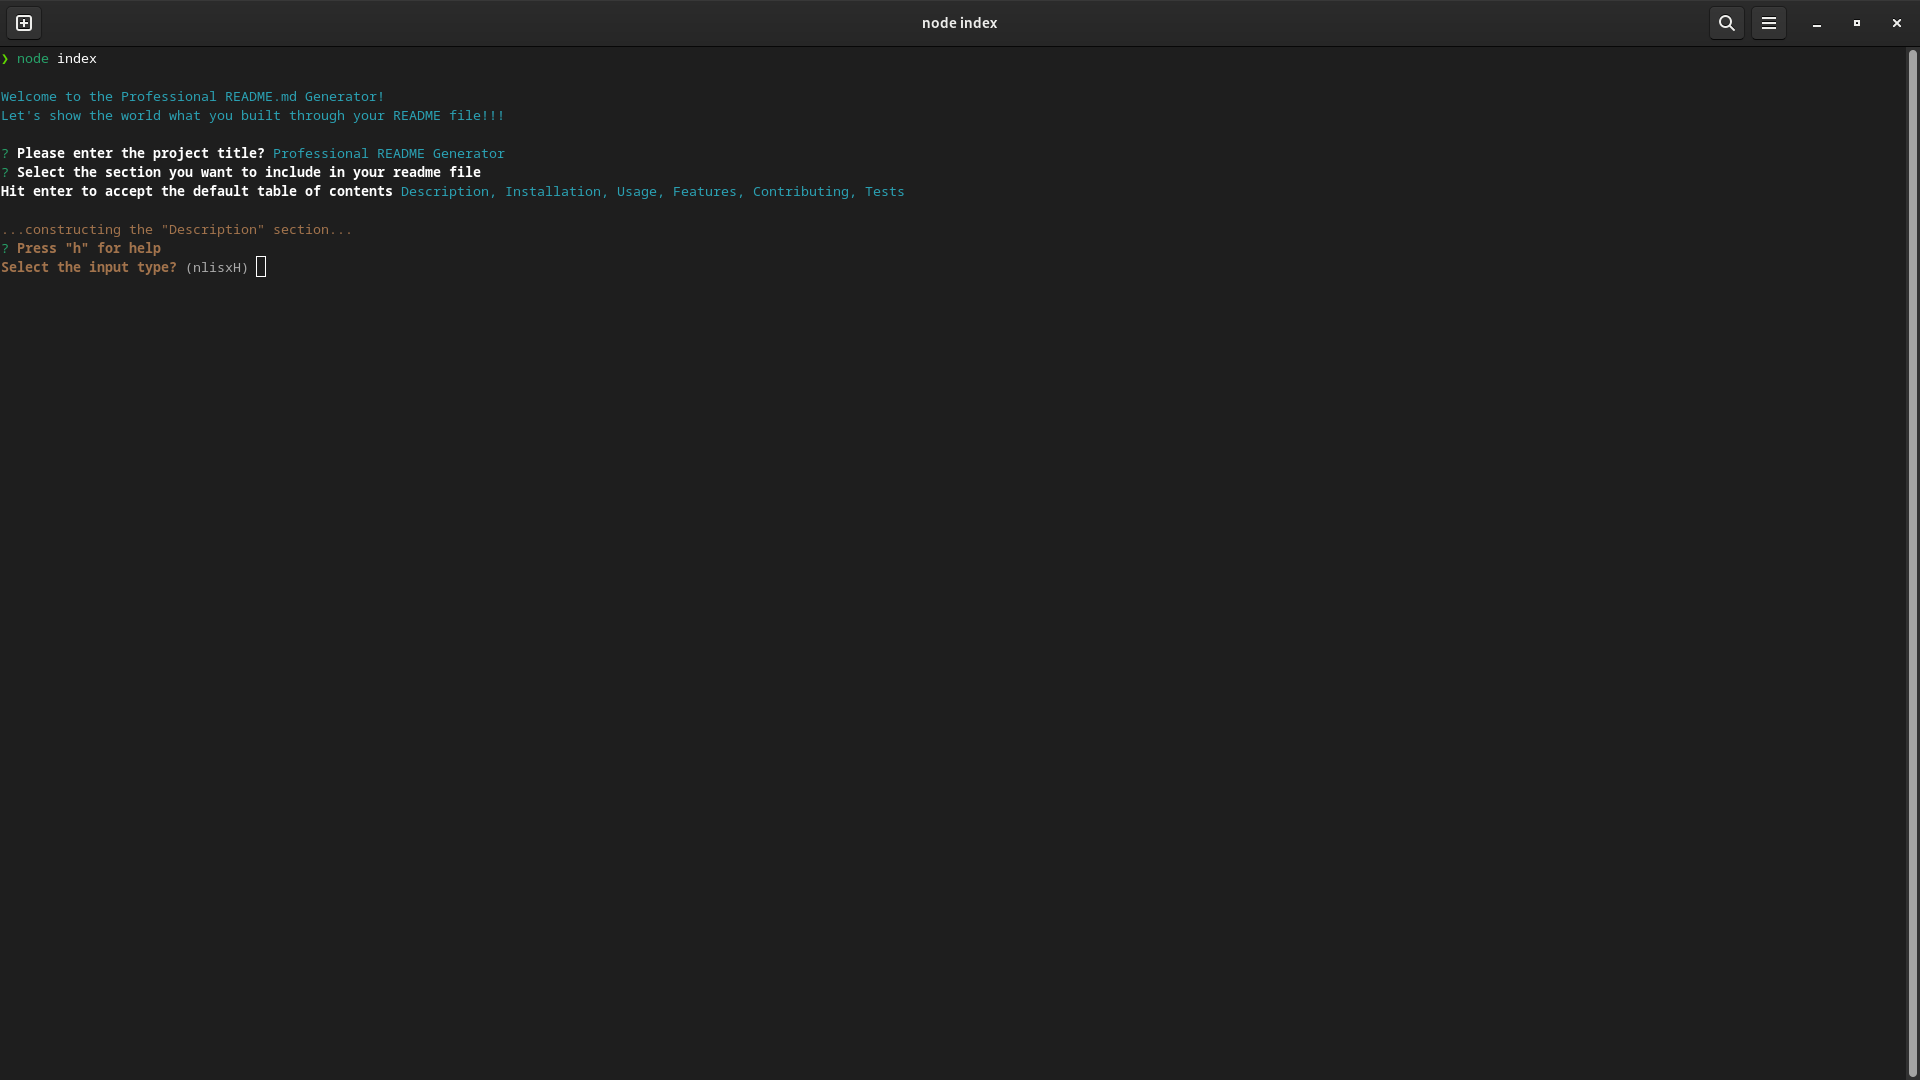 node index
❯ node index
Welcome to the Professional README.md Generator!
Let's show the world what you built through your README file!!!
? Please enter the project title? Professional README Generator
? Select the section you want to include in your readme file
Hit enter to accept the default table of contents Description, Installation, Usage, Features, Contributing, Tests
...constructing the "Description" section...
? Press "h" for help
Select the input type? (nlisxH)